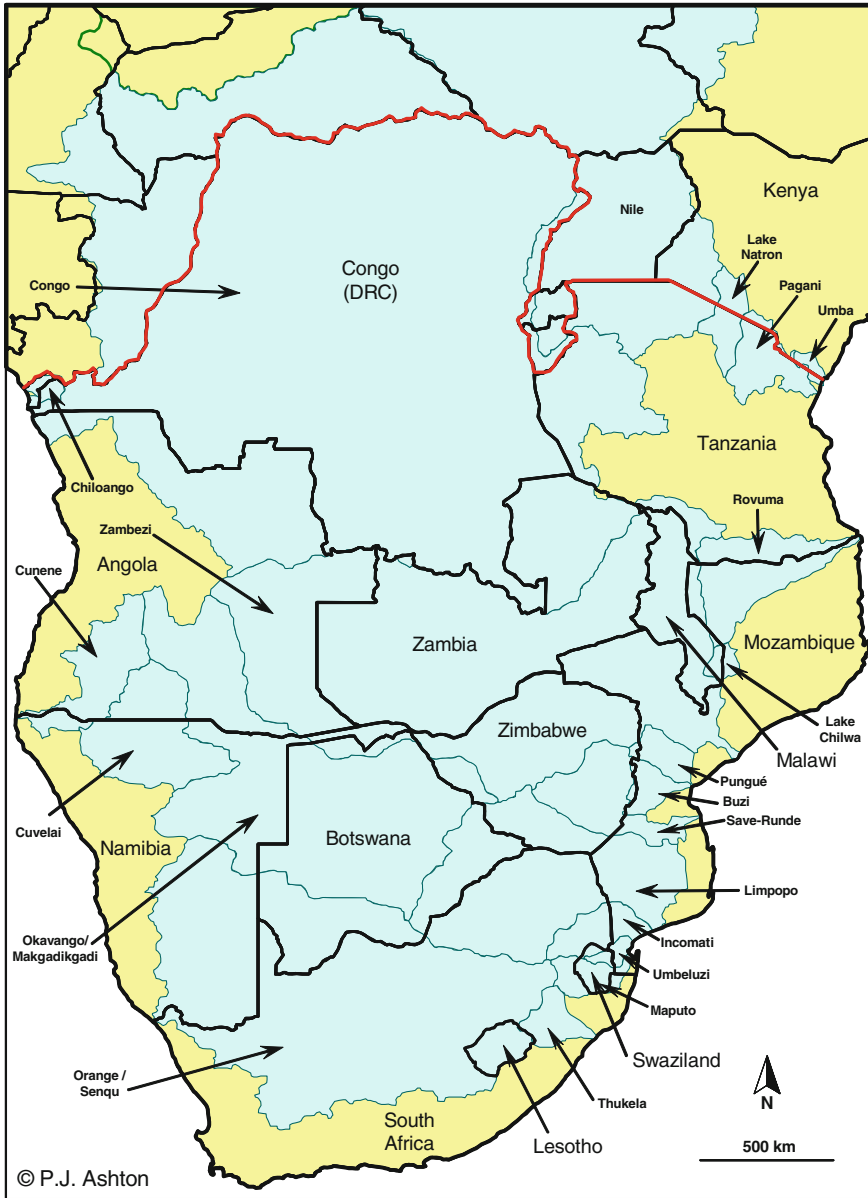 Kenya
Nile
Lake
Natron
Congo
(DRC)
Congo
Pagani
Umba
Tanzania
Chiloango
Rovuma
Zambezi
Angola
Cunene
Zambia
Mozambique
Lake
Chilwa
Zimbabwe
Malawi
Pungué
Buzi
Save-Runde
Cuvelai
Namibia
Botswana
Limpopo
Okavango/
Makgadikgadi
Incomati
Umbeluzi
Maputo
Swaziland
Orange /
Senqu
Thukela
N
South
Africa
Lesotho
500 km
© P.J. Ashton